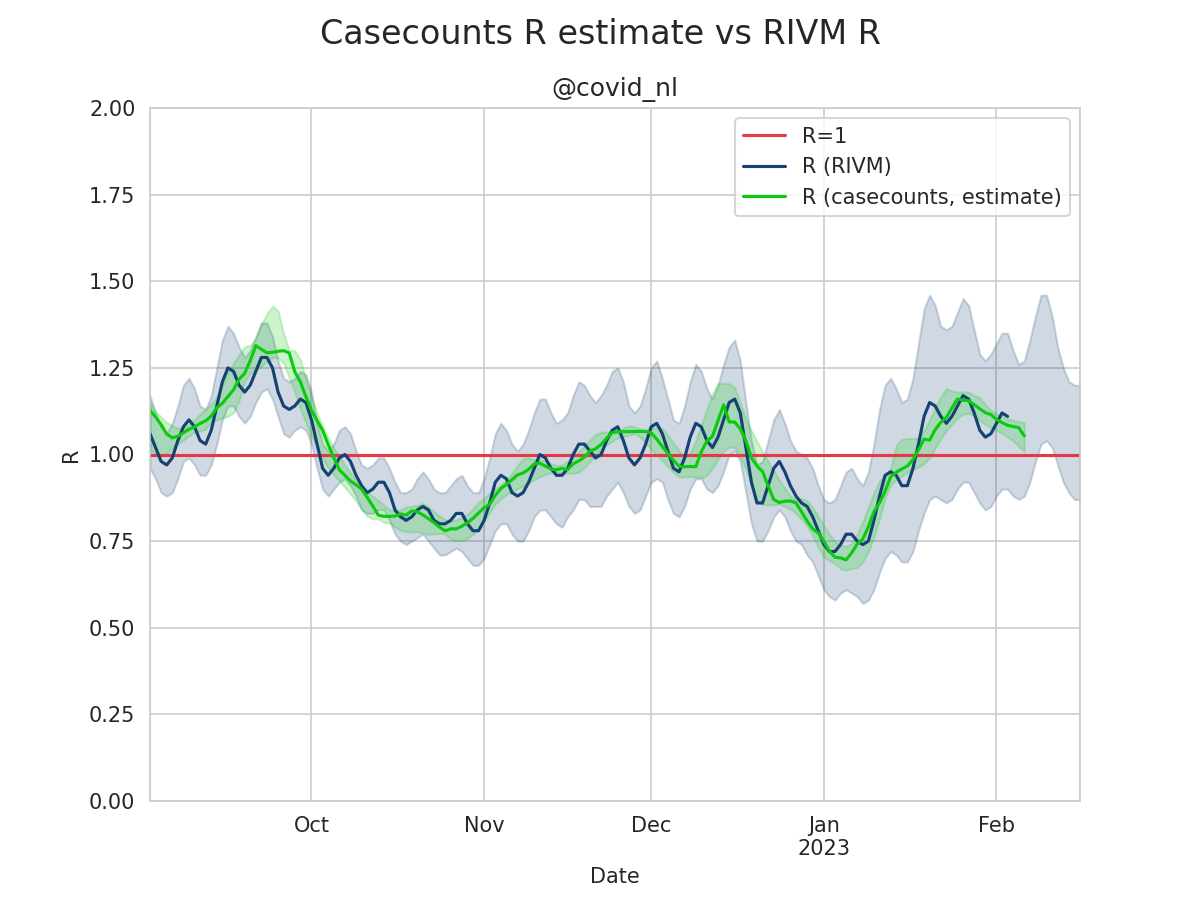 Casecounts R estimate vs RIVM R
@covid_nl
2.00
1.75
1.50
1.25
1.00
0.75
0.50
0.25
0.00
R
R=1
R (RIVM)
R (casecounts, estimate)
Oct
Nov
Dec
Jan
2023
Feb
Date